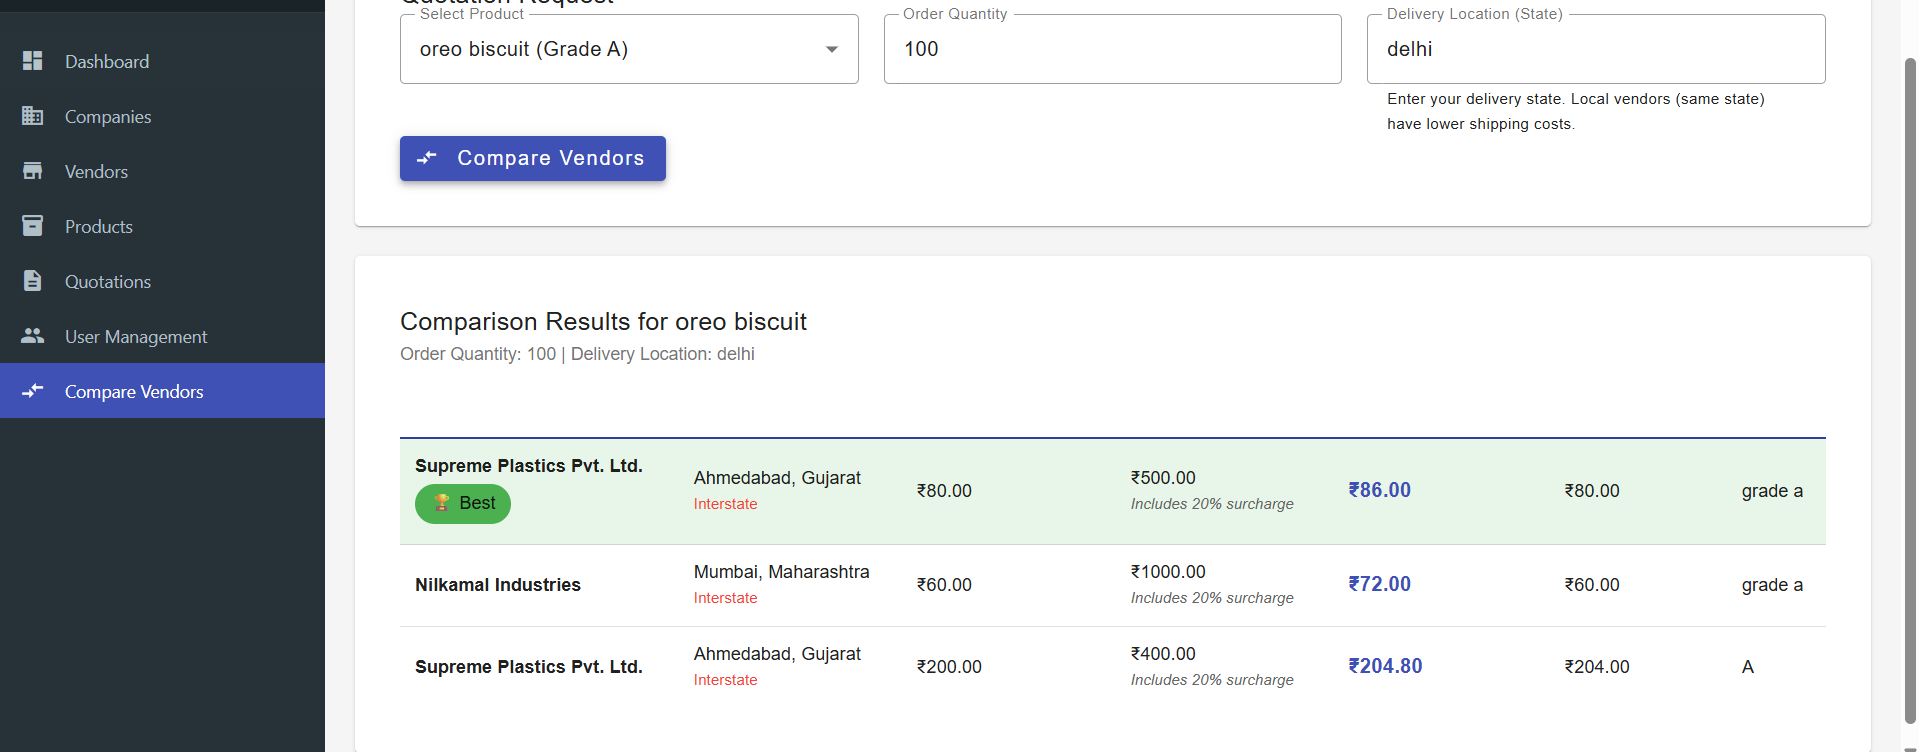 Dashboard
Companies
Vendors
Products
Quotations
User Management
Compare Vendors
Quotation Request
Select Product
oreo biscuit (Grade A)
Order Quantity
100
Delivery Location (State)
delhi
Enter your delivery state. Local vendors (same state)
have lower shipping costs.
Compare Vendors
Comparison Results for oreo biscuit
Order Quantity: 100 | Delivery Location: delhi
Supreme Plastics Pvt. Ltd.
🏆 Best
Ahmedabad, Gujarat
Interstate
₹80.00
₹500.00
Includes 20% surcharge
₹86.00
₹80.00
grade a
Nilkamal Industries
Mumbai, Maharashtra
Interstate
₹60.00
₹1000.00
Includes 20% surcharge
₹72.00
₹60.00
grade a
Supreme Plastics Pvt. Ltd.
Ahmedabad, Gujarat
Interstate
₹200.00
₹400.00
Includes 20% surcharge
₹204.80
₹204.00
A